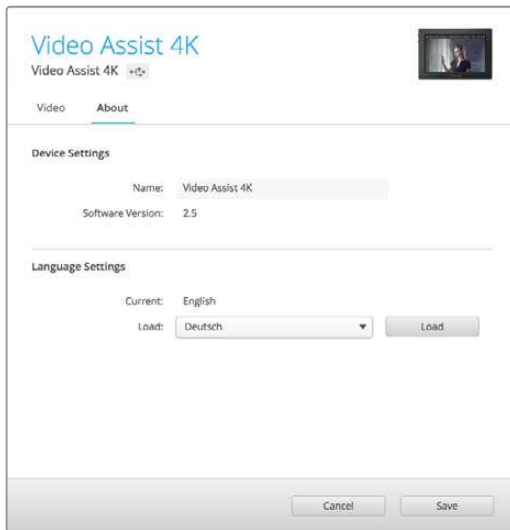 Video Assist 4K
Video Assist 4K
Video About
Device Settings
Name: Video Assist 4K
Software Version: 2.5
Language Settings
Current: English
Load: Deutsch Load
Cancel Save